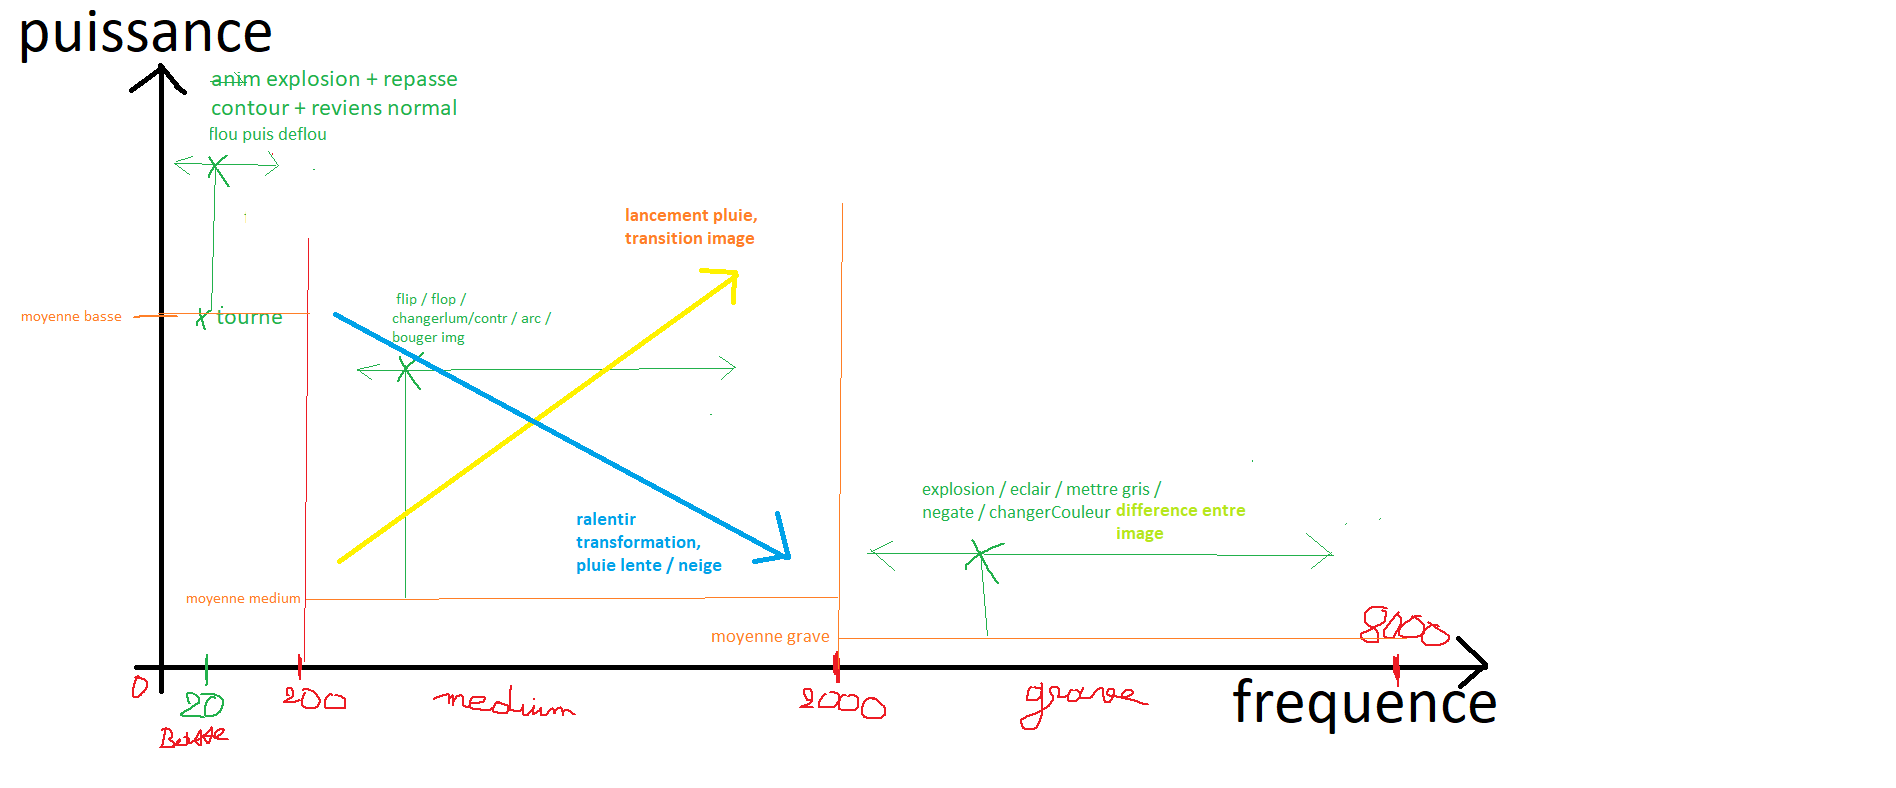 puissance
anim explosion + repasse
contour + reviens normal
flou puis deflou
lancement pluie,
transition image
moyenne basse
tourne
flip / flop /
changerlum/contr / arc /
bouger img
explosion / eclair / mettre gris /
negate / changerCouleur
difference entre
image
ralentir
transformation,
pluie lente / neige
moyenne medium
moyenne grave
8000
0
20
200
medium
2000
grave
frequence
Basse